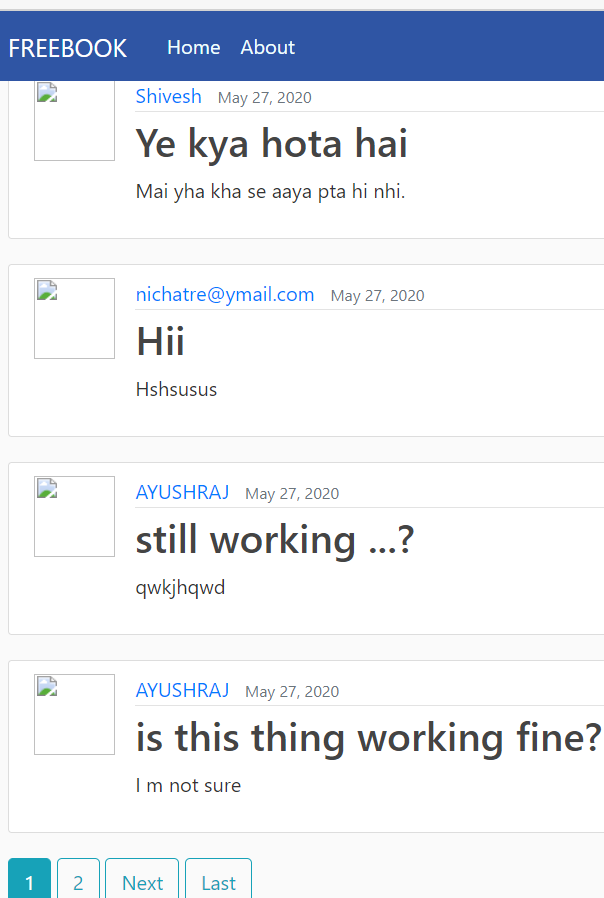 FREEBOOK Home About
Shivesh May 27, 2020
Ye kya hota hai
Mai yha kha se aaya pta hi nhi.
nichatre@ymail.com May 27, 2020
Hii
Hshsusus
AYUSHRAJ May 27, 2020
still working ...?
qwkjhqwd
AYUSHRAJ May 27, 2020
is this thing working fine?
I m not sure
1 2 Next Last